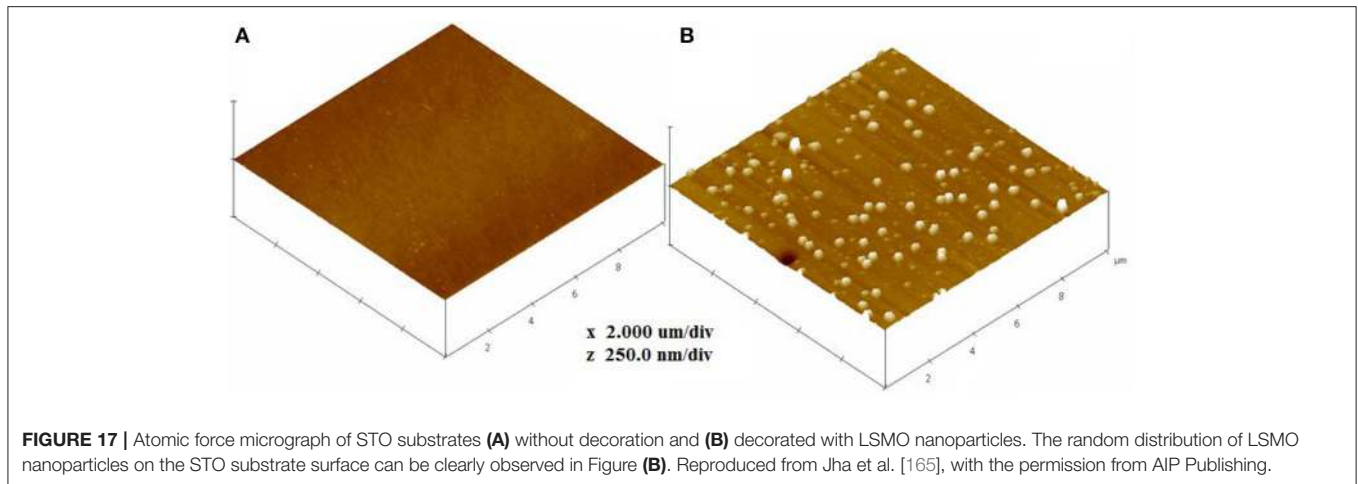 A
B
8
6
4
2
x 2.000 um/div
z 250.0 nm/div
μm
8
6
4
2
FIGURE 17 | Atomic force micrograph of STO substrates (A) without decoration and (B) decorated with LSMO nanoparticles. The random distribution of LSMO
nanoparticles on the STO substrate surface can be clearly observed in Figure (B). Reproduced from Jha et al. [165], with the permission from AIP Publishing.